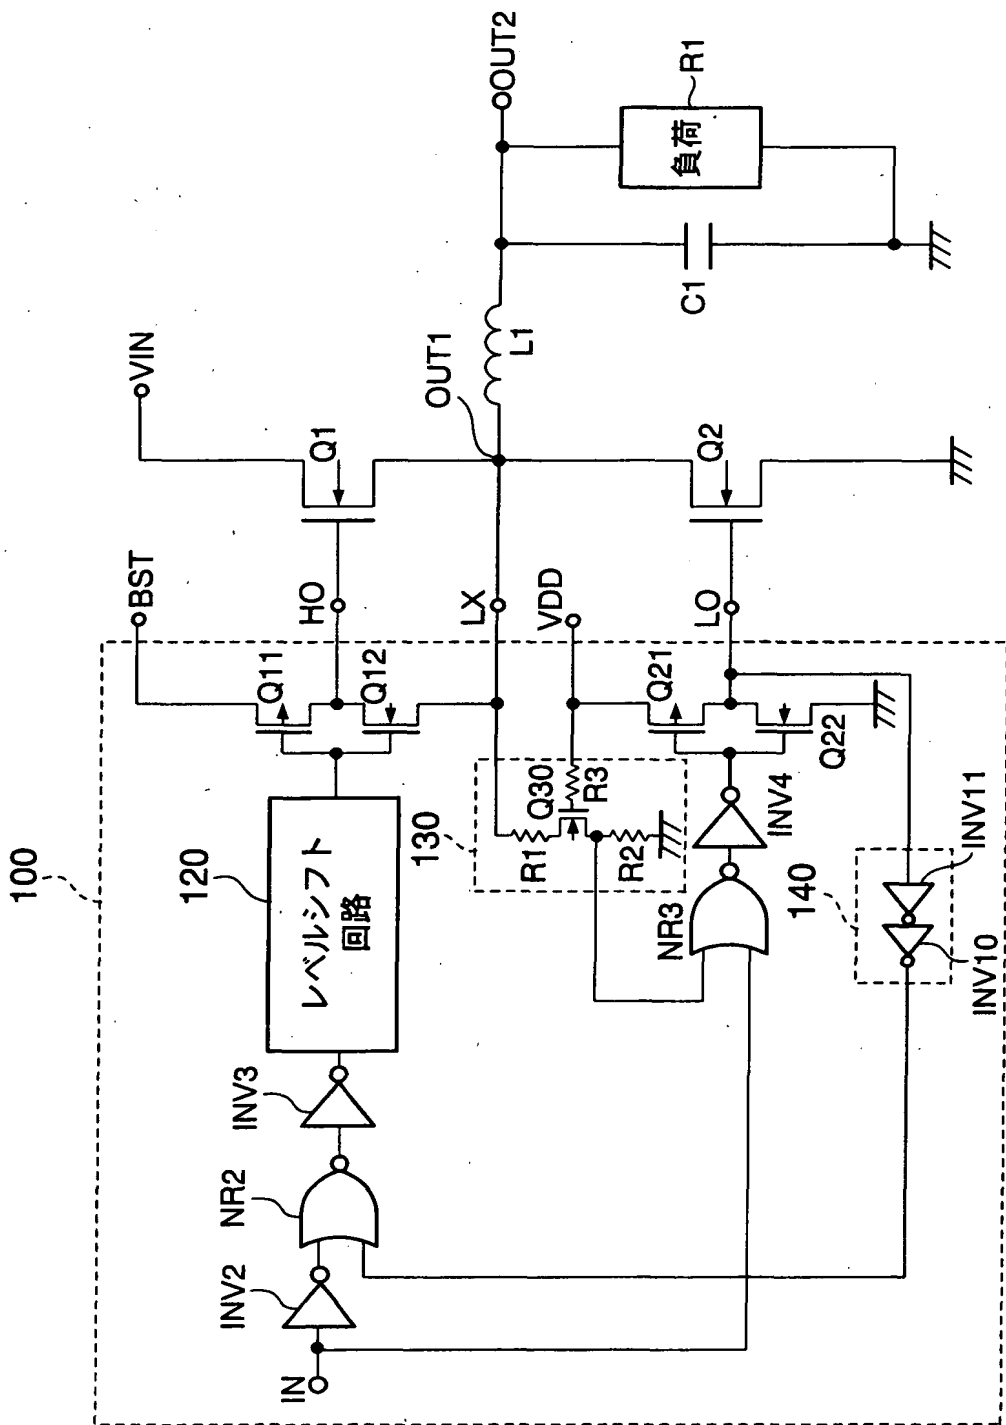 100
IN
INV2
NR2
INV3
120
レベルシフト
回路
BST
Q11
HO
Q12
VIN
Q1
LX
OUT1
L1
OUT2
C1
負荷
R1
130
R1
Q30
R3
R2
VDD
NR3
INV4
Q21
Q22
LO
Q2
140
INV10
INV11